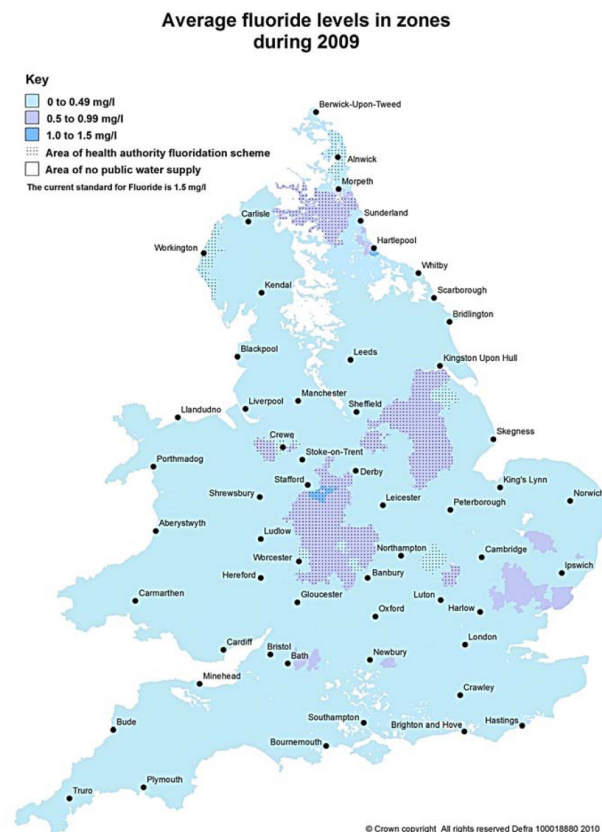 Average fluoride levels in zones
during 2009
Key
0 to 0.49 mg/l
0.5 to 0.99 mg/l
1.0 to 1.5 mg/l
Area of health authority fluoridation scheme
Area of no public water supply
The current standard for Fluoride is 1.5 mg/l
Berwick-Upon-Tweed
Alnwick
Morpeth
Carlisle
Sunderland
Workington
Hartlepool
Whitby
Kendal
Scarborough
Bridlington
Blackpool
Leeds
Kingston Upon Hull
Manchester
Liverpool
Sheffield
Llandudno
Crewe
Skegness
Stoke-on-Trent
Porthmadog
Derby
Stafford
King's Lynn
Shrewsbury
Leicester
Peterborough
Norwich
Aberystwyth
Ludlow
Worcester
Northampton
Cambridge
Hereford
Banbury
Ipswich
Carmarthen
Gloucester
Luton
Harlow
Oxford
Cardiff
Bristol
London
Bath
Newbury
Minehead
Crawley
Bude
Southampton
Brighton and Hove
Hastings
Bournemouth
Plymouth
Truro
© Crown copyright All rights reserved Defra 100018880 2010